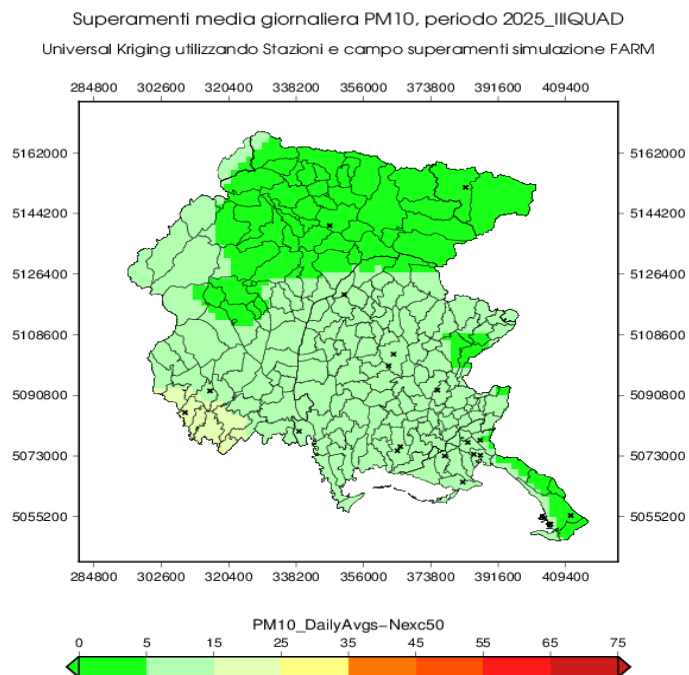 Superamenti media giornaliera PM10, periodo 2025_IIIQUAD
Universal Kriging utilizzando Stazioni e campo superamenti simulazione FARM
284800 302600 320400 338200 356000 373800 391600 409400
5162000 5162000
5144200 5144200
5126400 5126400
5108600 5108600
5090800 5090800
5073000 5073000
5055200 5055200
284800 302600 320400 338200 356000 373800 391600 409400
PM10_DailyAvgs-Nexc50
0 5 15 25 35 45 55 65 75